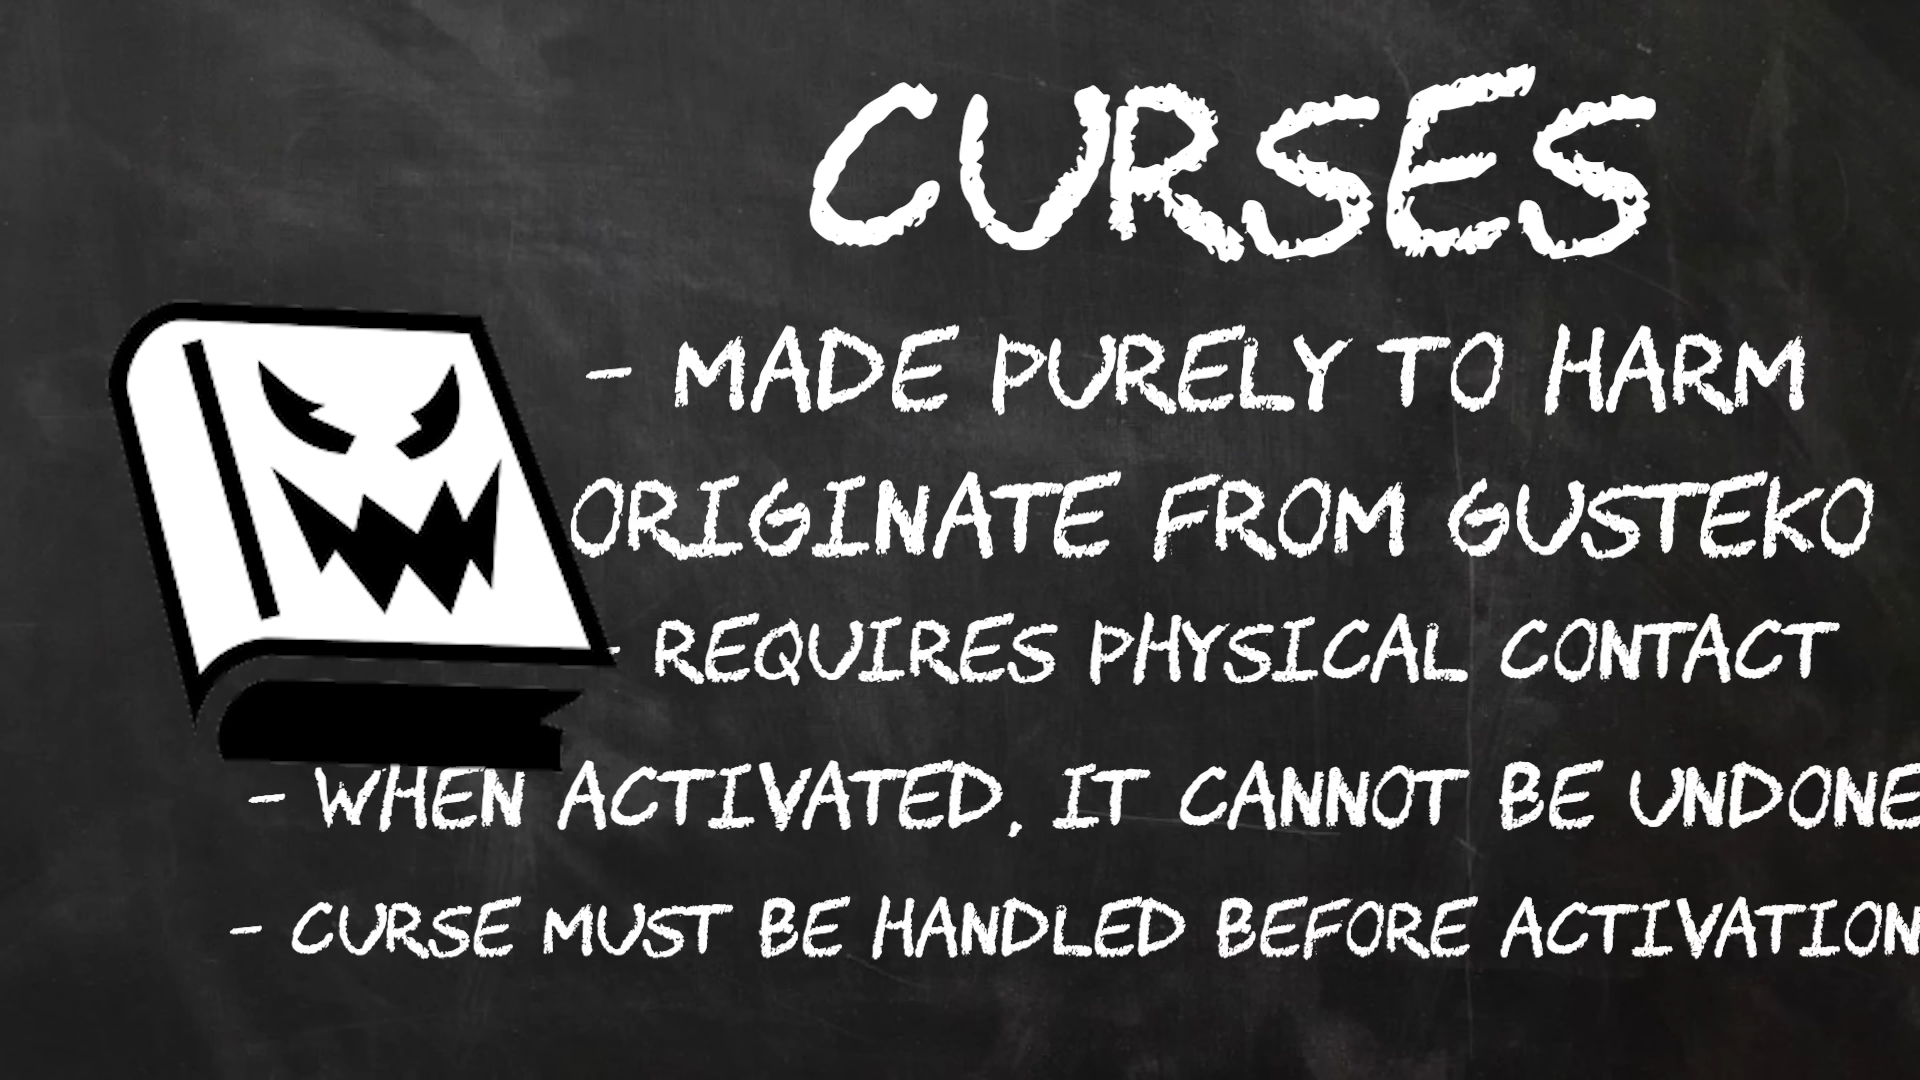 CURSES
- MADE PURELY TO HARM
ORIGINATE FROM GUSTEKO
- REQUIRES PHYSICAL CONTACT
- WHEN ACTIVATED, IT CANNOT BE UNDONE
- CURSE MUST BE HANDLED BEFORE ACTIVATION